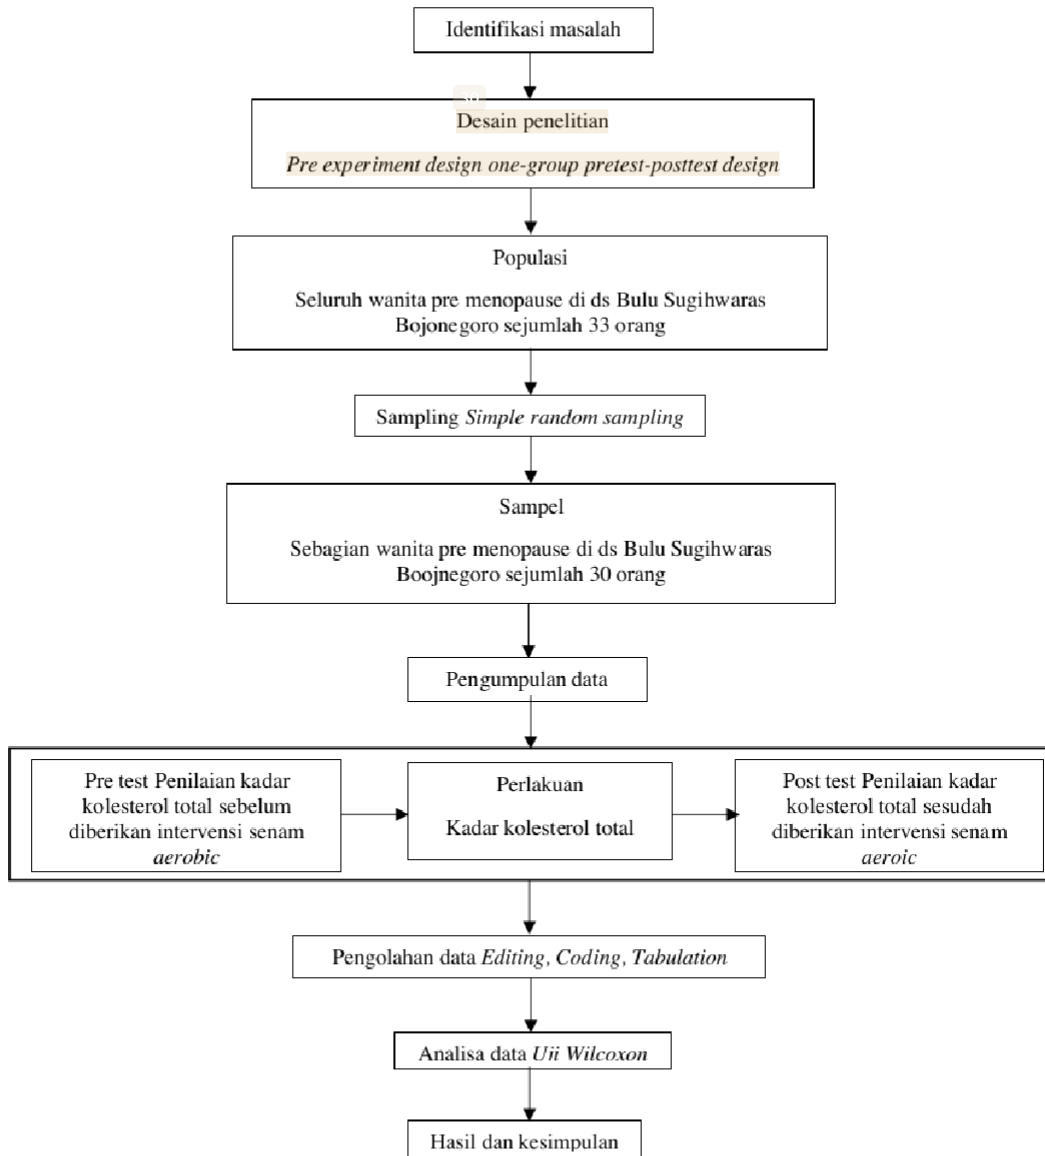 Identifikasi masalah
30
Desain penelitian
Pre experiment design one-group pretest-posttest design
Populasi
Seluruh wanita pre menopause di ds Bulu Sugihwaras
Bojonegoro sejumlah 33 orang
Sampling Simple random sampling
Sampel
Sebagian wanita pre menopause di ds Bulu Sugihwaras
Boojnegoro sejumlah 30 orang
Pengumpulan data
Pre test Penilaian kadar
kolesterol total sebelum
diberikan intervensi senam
aerobic
Perlakuan
Kadar kolesterol total
Post test Penilaian kadar
kolesterol total sesudah
diberikan intervensi senam
aeroic
Pengolahan data Editing, Coding, Tabulation
Analisa data Uji Wilcoxon
Hasil dan kesimpulan